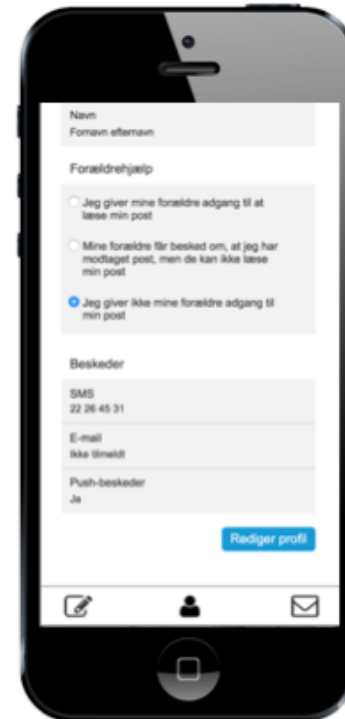 Navn
Fornavn efternavn
Forældrehjælp
Jeg giver mine forældre adgang til at
læse min post
Mine forældre får besked om, at jeg har
modtaget post, men de kan ikke læse
min post
Jeg giver ikke mine forældre adgang til
min post
Beskeder
SMS
22 26 45 31
E-mail
Ikke tilmeldt
Push-beskeder
Ja
Rediger profil